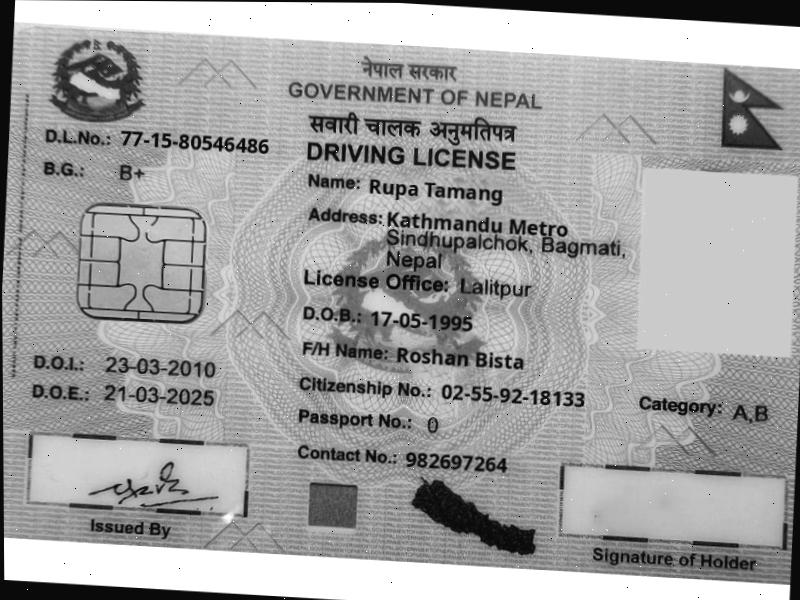 नेपाल सरकार
GOVERNMENT OF NEPAL
सवारी चालक अनुमतिपत्र
DRIVING LICENSE
D.L.No.: 77-15-80546486
B.G.: B+
Name: Rupa Tamang
Address: Kathmandu Metro
Sindhupalchok, Bagmati,
Nepal
License Office: Lalitpur
D.O.B.: 17-05-1995
F/H Name: Roshan Bista
D.O.I.: 23-03-2010
D.O.E.: 21-03-2025
Citizenship No.: 02-55-92-18133
Category: A,B
Passport No.: 0
Contact No.: 982697264
Issued By
Signature of Holder